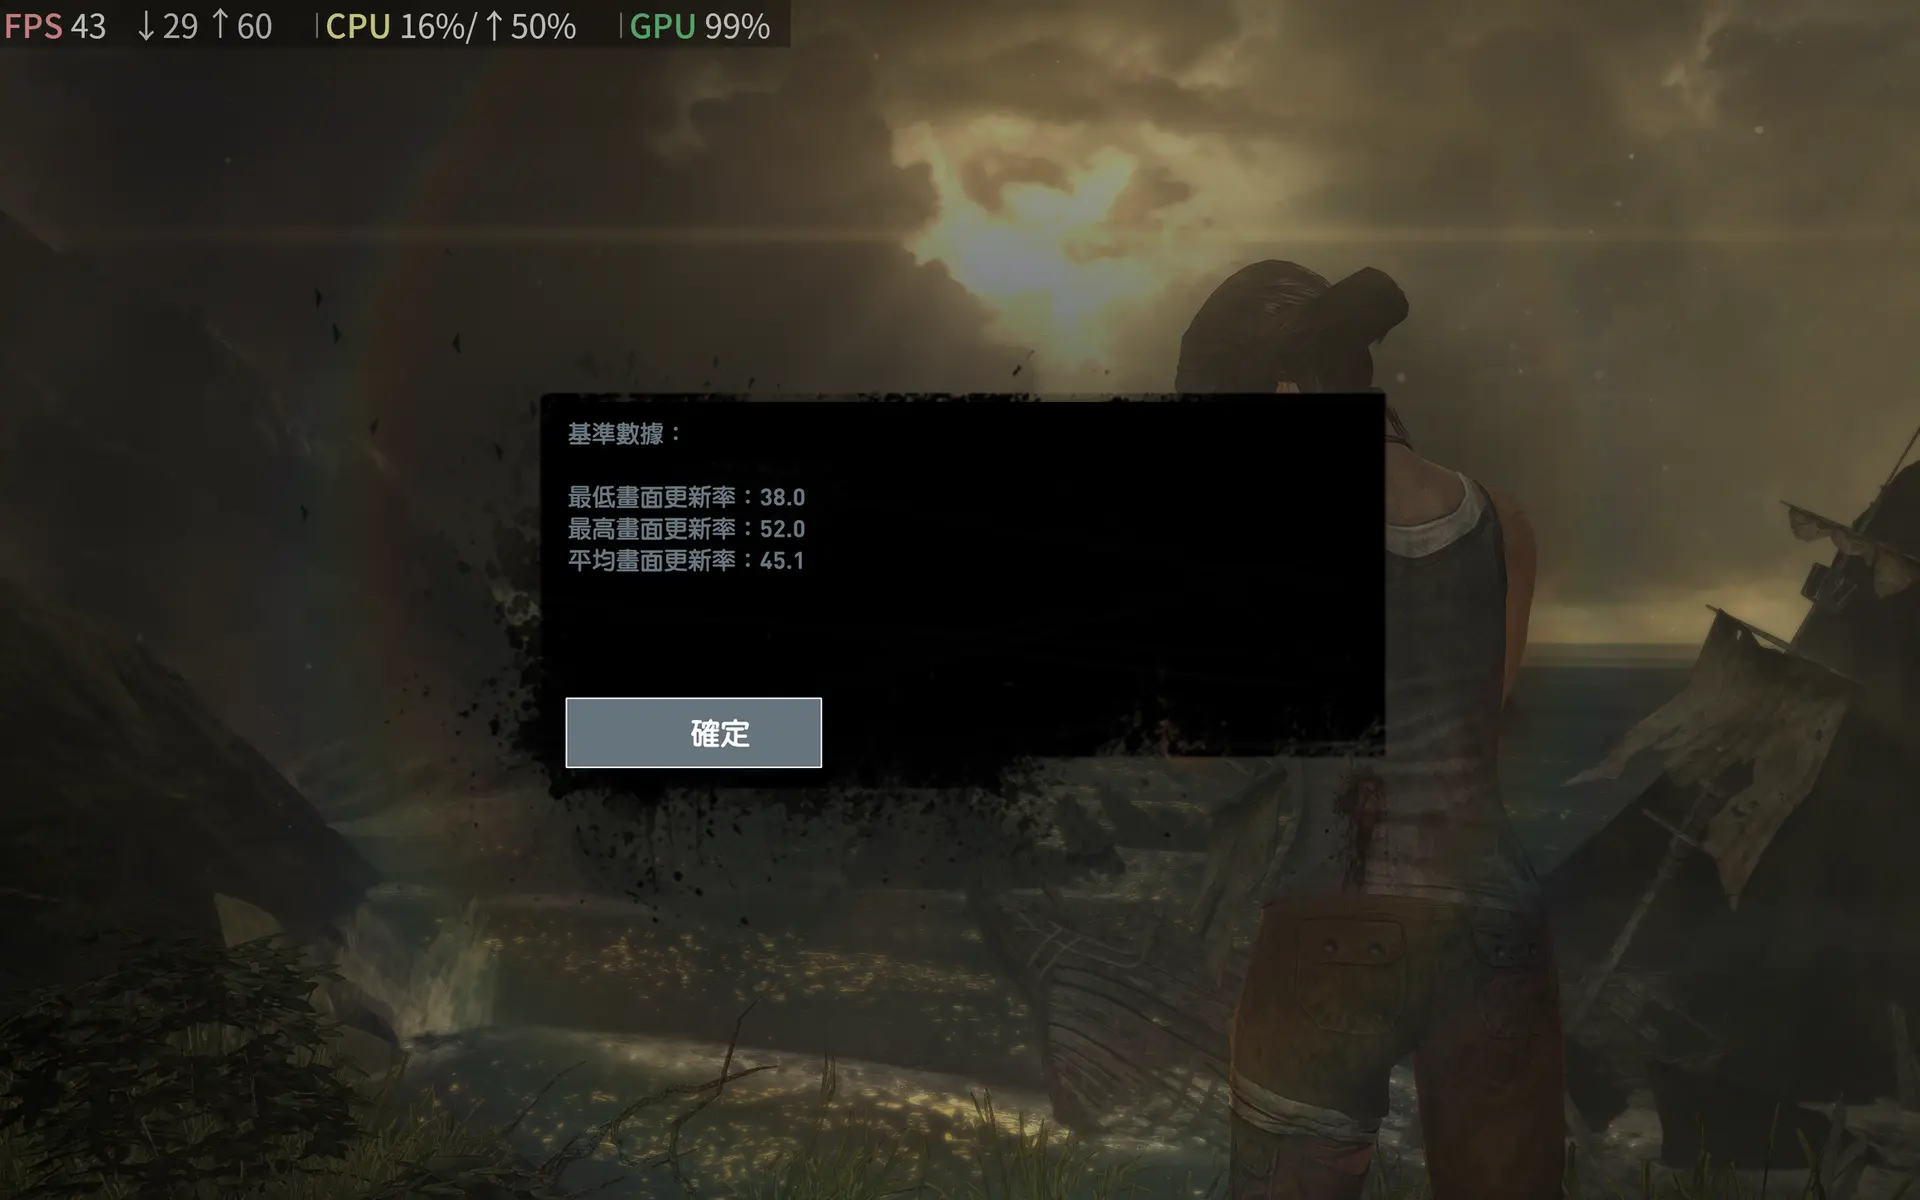 FPS 43 ↓29 ↑60 | CPU 16%/↑50% | GPU 99%
基準數據：
最低畫面更新率：38.0
最高畫面更新率：52.0
平均畫面更新率：45.1
確定